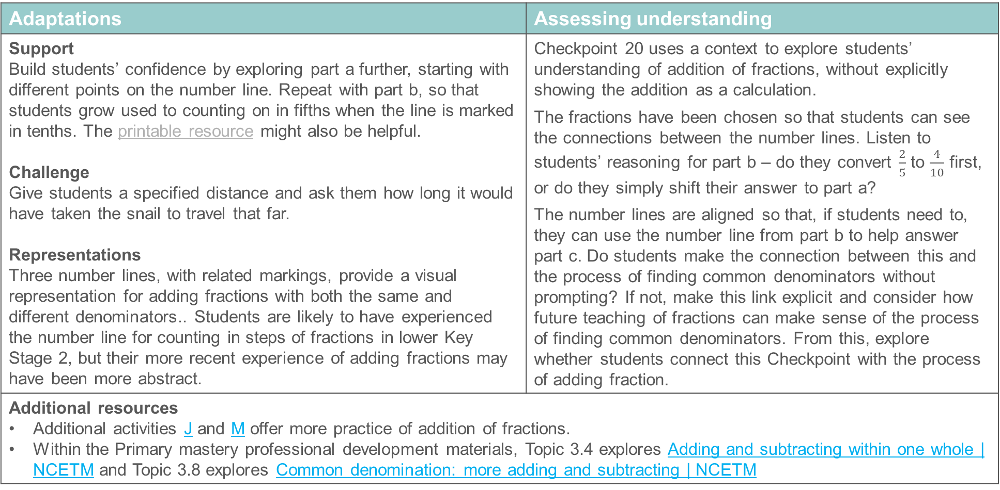 Adaptations
Support
Build students’ confidence by exploring part a further, starting with
different points on the number line. Repeat with part b, so that
students grow used to counting on in fifths when the line is marked
in tenths. The printable resource might also be helpful.
Challenge
Give students a specified distance and ask them how long it would
have taken the snail to travel that far.
Representations
Three number lines, with related markings, provide a visual
representation for adding fractions with both the same and
different denominators.. Students are likely to have experienced
the number line for counting in steps of fractions in lower Key
Stage 2, but their more recent experience of adding fractions may
have been more abstract.
Assessing understanding
Checkpoint 20 uses a context to explore students’
understanding of addition of fractions, without explicitly
showing the addition as a calculation.
The fractions have been chosen so that students can see
the connections between the number lines. Listen to
students’ reasoning for part b – do they convert 2/5 to 4/10 first,
or do they simply shift their answer to part a?
The number lines are aligned so that, if students need to,
they can use the number line from part b to help answer
part c. Do students make the connection between this and
the process of finding common denominators without
prompting? If not, make this link explicit and consider how
future teaching of fractions can make sense of the process
of finding common denominators. From this, explore
whether students connect this Checkpoint with the process
of adding fraction.
Additional resources
• Additional activities J and M offer more practice of addition of fractions.
• Within the Primary mastery professional development materials, Topic 3.4 explores Adding and subtracting within one whole |
NCETM and Topic 3.8 explores Common denomination: more adding and subtracting | NCETM